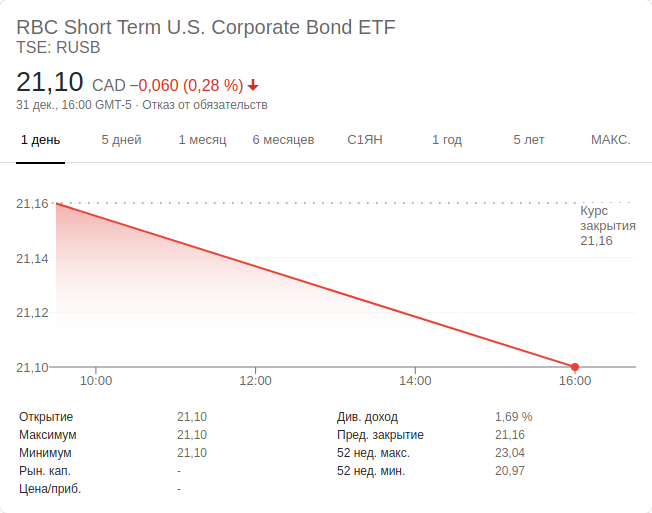 RBC Short Term U.S. Corporate Bond ETF
TSE: RUSB
21,10 CAD −0,060 (0,28 %)
31 дек., 16:00 GMT-5 · Отказ от обязательств
1 день 5 дней 1 месяц 6 месяцев С1ЯН 1 год 5 лет МАКС.
21,16
Курс
закрытия
21,16
21,14
21,12
21,10
10:00 12:00 14:00 16:00
Открытие 21,10 Див. доход 1,69 %
Максимум 21,10 Пред. закрытие 21,16
Минимум 21,10 52 нед. макс. 23,04
Рын. кап. - 52 нед. мин. 20,97
Цена/приб. -